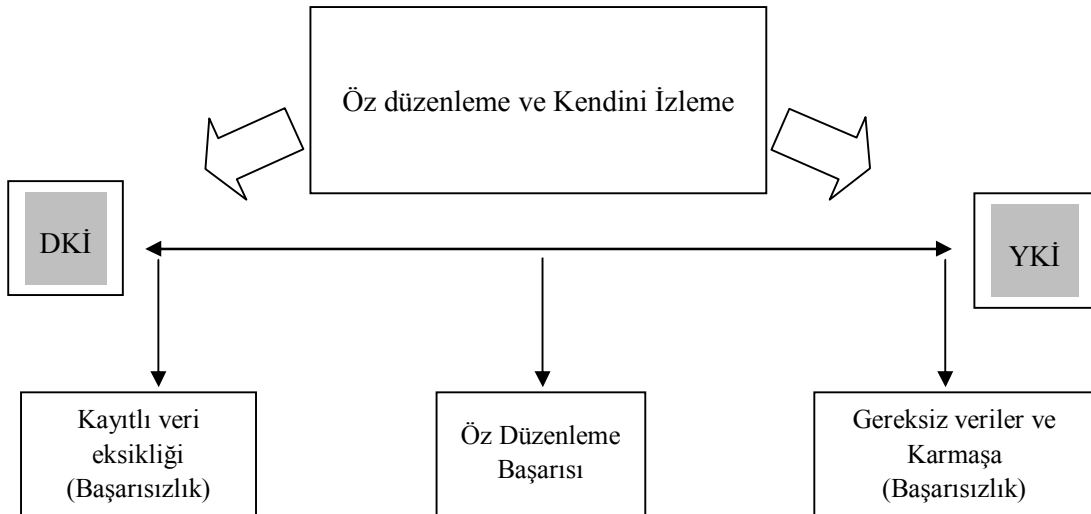 Öz düzenleme ve Kendini İzleme
DKİ
YKİ
Kayıtlı veri
eksikliği
(Başarısızlık)
Öz Düzenleme
Başarısı
Gereksiz veriler ve
Karmaşa
(Başarısızlık)